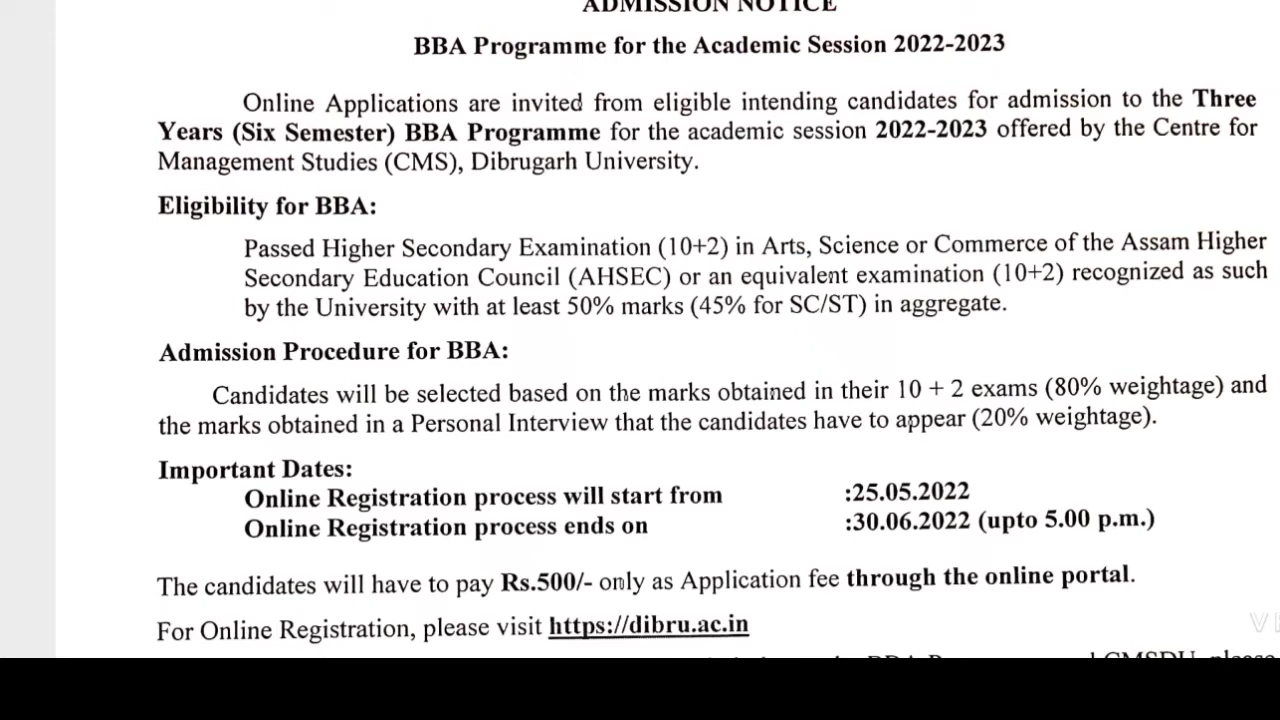 ADMISSION NOTICE
BBA Programme for the Academic Session 2022-2023
Online Applications are invited from eligible intending candidates for admission to the Three
Years (Six Semester) BBA Programme for the academic session 2022-2023 offered by the Centre for
Management Studies (CMS), Dibrugarh University.
Eligibility for BBA:
Passed Higher Secondary Examination (10+2) in Arts, Science or Commerce of the Assam Higher
Secondary Education Council (AHSEC) or an equivalent examination (10+2) recognized as such
by the University with at least 50% marks (45% for SC/ST) in aggregate.
Admission Procedure for BBA:
Candidates will be selected based on the marks obtained in their 10 + 2 exams (80% weightage) and
the marks obtained in a Personal Interview that the candidates have to appear (20% weightage).
Important Dates:
Online Registration process will start from :25.05.2022
Online Registration process ends on :30.06.2022 (upto 5.00 p.m.)
The candidates will have to pay Rs.500/- only as Application fee through the online portal.
For Online Registration, please visit https://dibru.ac.in